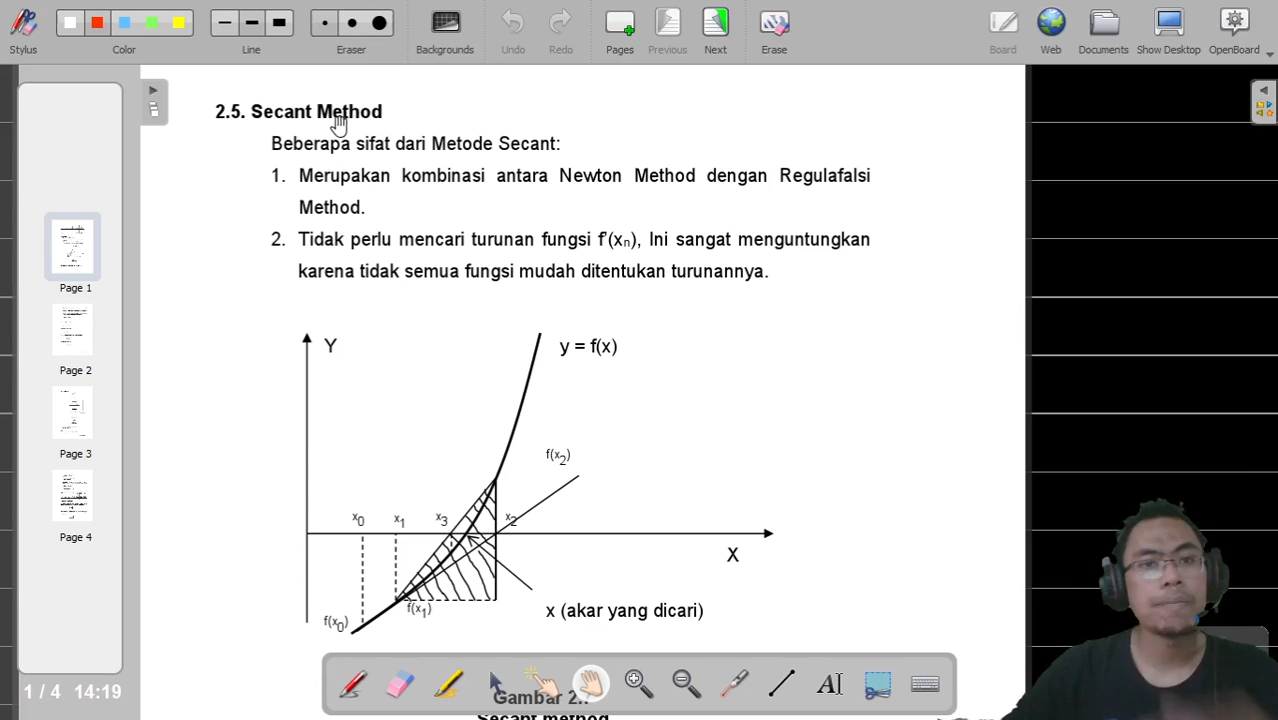 Stylus
Color
Line
Eraser
Backgrounds
Undo
Redo
Pages
Previous
Next
Erase
Board
Web
Documents
Show Desktop
OpenBoard
2.5. Secant Method
Beberapa sifat dari Metode Secant:
1. Merupakan kombinasi antara Newton Method dengan Regulafalsi
Method.
2. Tidak perlu mencari turunan fungsi f'(xn), Ini sangat menguntungkan
karena tidak semua fungsi mudah ditentukan turunannya.
Page 1
Page 2
Page 3
Page 4
Y
y = f(x)
f(x2)
x0
x1
x3
x2
X
f(x1)
f(x0)
x (akar yang dicari)
1 / 4 14:19
Gambar
Secant method